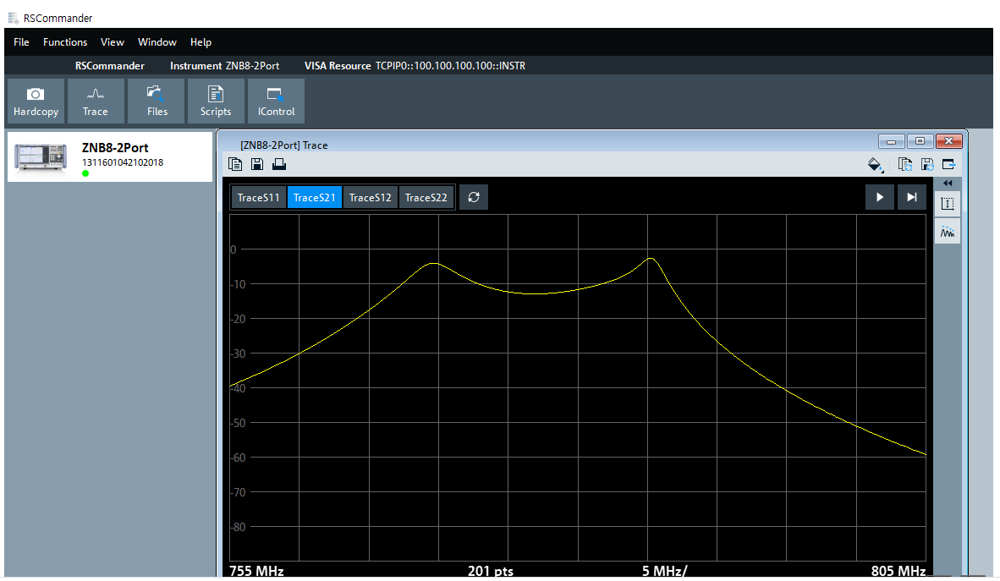 RSCommander
File Functions View Window Help
RSCommander Instrument ZNB8-2Port VISA Resource TCPIP0::100.100.100.100::INSTR
Hardcopy Trace Files Scripts IControl
ZNB8-2Port
1311601042102018
[ZNB8-2Port] Trace
TraceS11 TraceS21 TraceS12 TraceS22
0
-10
-20
-30
-40
-50
-60
-70
-80
755 MHz 201 pts 5 MHz/ 805 MHz